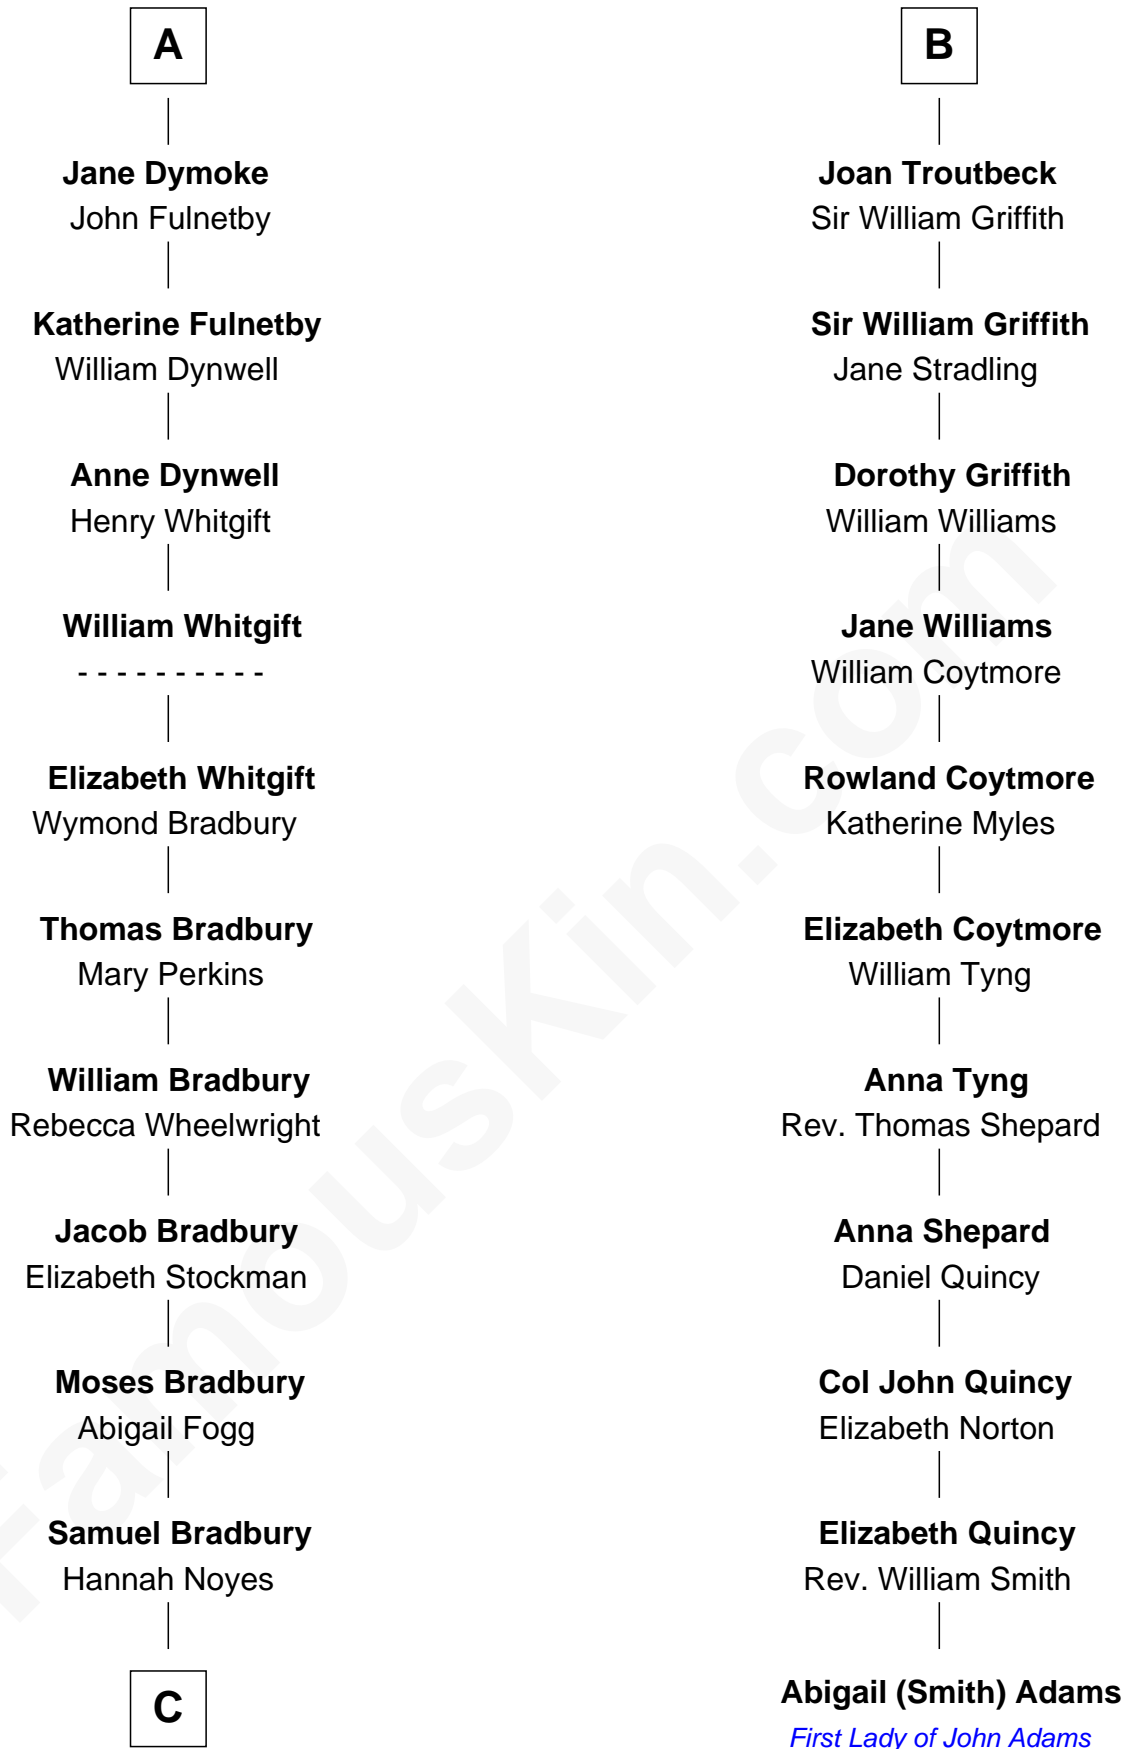 A
Jane Dymoke
John Fulnetby
Katherine Fulnetby
William Dynwell
Anne Dynwell
Henry Whitgift
William Whitgift
- - - - - - - - - -
Elizabeth Whitgift
Wymond Bradbury
Thomas Bradbury
Mary Perkins
William Bradbury
Rebecca Wheelwright
Jacob Bradbury
Elizabeth Stockman
Moses Bradbury
Abigail Fogg
Samuel Bradbury
Hannah Noyes
C
B
Joan Troutbeck
Sir William Griffith
Sir William Griffith
Jane Stradling
Dorothy Griffith
William Williams
Jane Williams
William Coytmore
Rowland Coytmore
Katherine Myles
Elizabeth Coytmore
William Tyng
Anna Tyng
Rev. Thomas Shepard
Anna Shepard
Daniel Quincy
Col John Quincy
Elizabeth Norton
Elizabeth Quincy
Rev. William Smith
Abigail (Smith) Adams
First Lady of John Adams
FamousKin.com